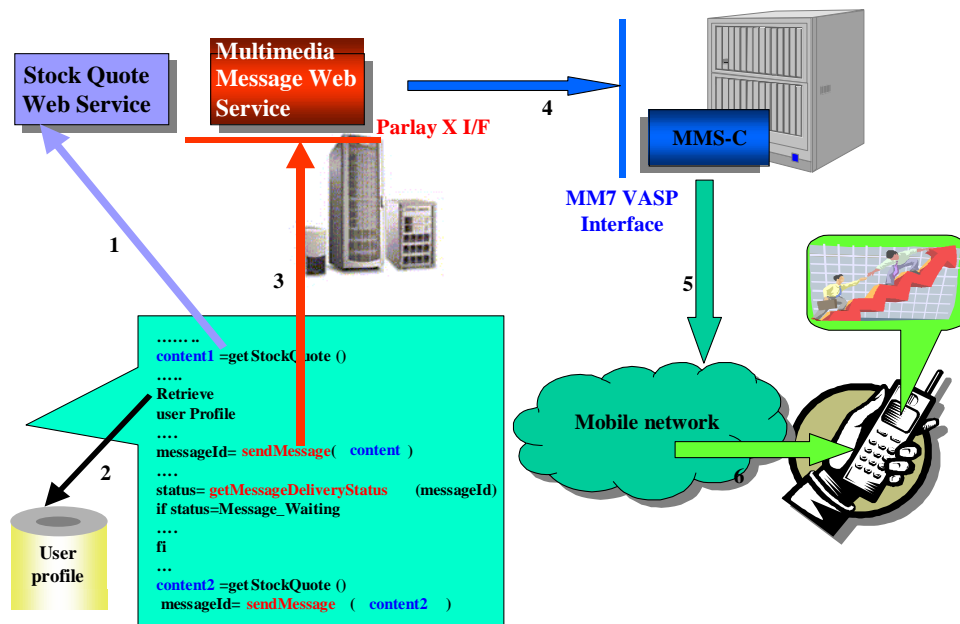 Stock Quote
Web Service
Multimedia
Message Web
Service
Parlay X I/F
4
MMS-C
MM7 VASP
Interface
1
3
5
…… ..
content1 =getStockQuote ()
…..
Retrieve
user Profile
….
messageId= sendMessage( content )
….
status= getMessageDeliveryStatus (messageId)
if status=Message_Waiting
….
fi
…
content2 =getStockQuote ()
messageId= sendMessage ( content2 )
2
User
profile
Mobile network
6